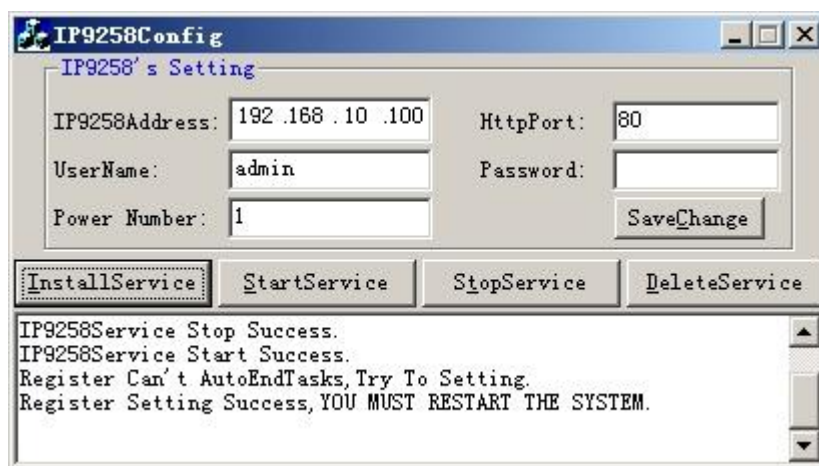 IP9258Config
IP9258's Setting
IP9258Address: 192 .168 . 10 .100 HttpPort: 80
UserName: admin Password:
Power Number: 1 SaveChange
InstallService StartService StopService DeleteService
IP9258Service Stop Success.
IP9258Service Start Success.
Register Can't AutoEndTasks,Try To Setting.
Register Setting Success,YOU MUST RESTART THE SYSTEM.